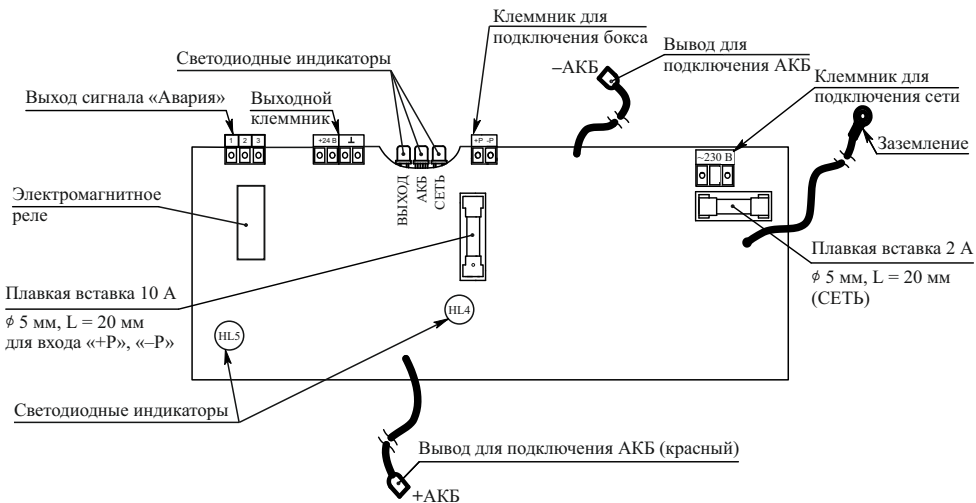 Клеммник для
подключения бокса
Светодиодные индикаторы
–АКБ
Вывод для
подключения АКБ
Клеммник для
подключения сети
Выход сигнала «Авария»
Выходной
клеммник
Заземление
1 2 3
+24 В ⊥
+P -P
~230 В
ВЫХОД
АКБ
СЕТЬ
Электромагнитное
реле
Плавкая вставка 2 А
ϕ 5 мм, L = 20 мм
(СЕТЬ)
Плавкая вставка 10 А
ϕ 5 мм, L = 20 мм
для входа «+Р», «–Р»
HL4
HL5
Светодиодные индикаторы
Вывод для подключения АКБ (красный)
+АКБ